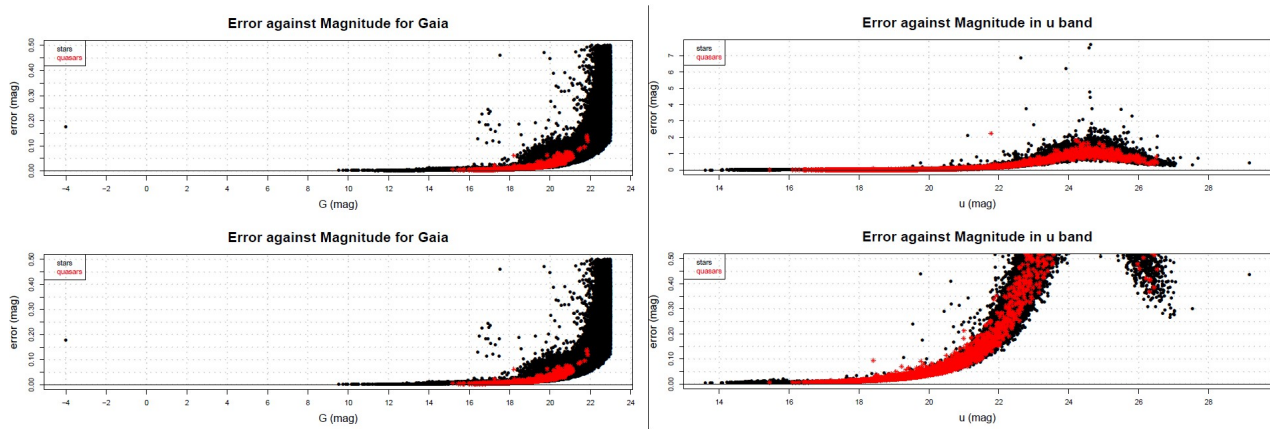 Error against Magnitude for Gaia
stars
quasars
error (mag)
0.50
0.40
0.30
0.20
0.10
0.00
−4 −2 0 2 4 6 8 10 12 14 16 18 20 22 24
G (mag)
Error against Magnitude in u band
stars
quasars
error (mag)
7
6
5
4
3
2
1
0
14 16 18 20 22 24 26 28
u (mag)
Error against Magnitude for Gaia
stars
quasars
error (mag)
0.50
0.40
0.30
0.20
0.10
0.00
−4 −2 0 2 4 6 8 10 12 14 16 18 20 22 24
G (mag)
Error against Magnitude in u band
stars
quasars
error (mag)
0.50
0.40
0.30
0.20
0.10
0.00
14 16 18 20 22 24 26 28
u (mag)